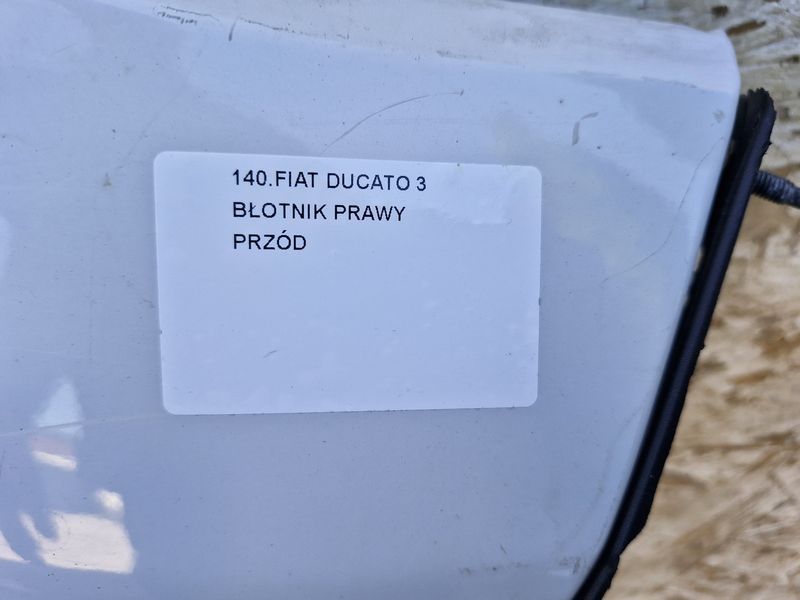 140.FIAT DUCATO 3
BŁOTNIK PRAWY
PRZÓD